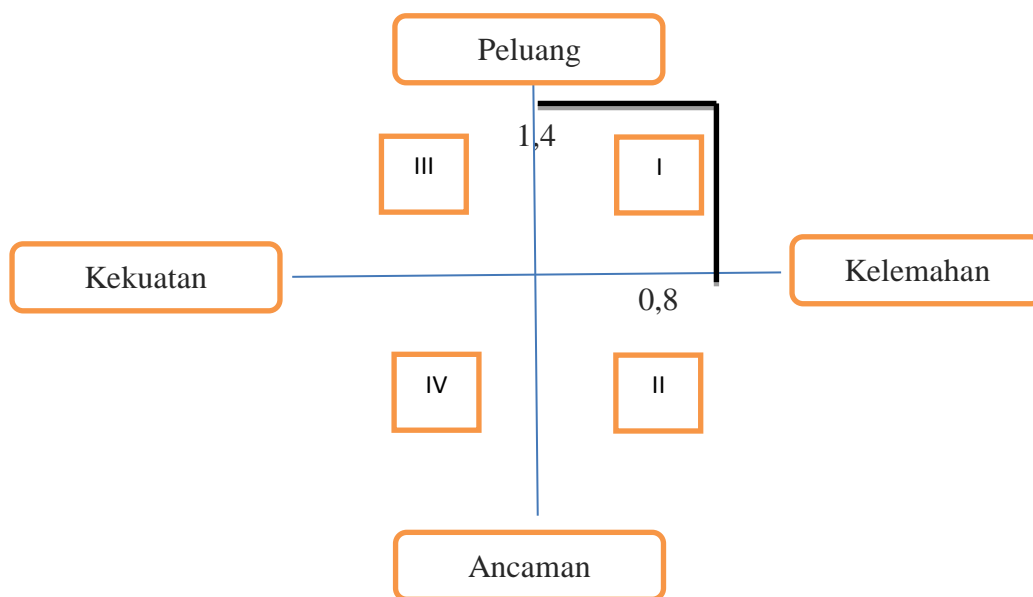 Peluang
1,4
III
I
Kekuatan
Kelemahan
0,8
IV
II
Ancaman